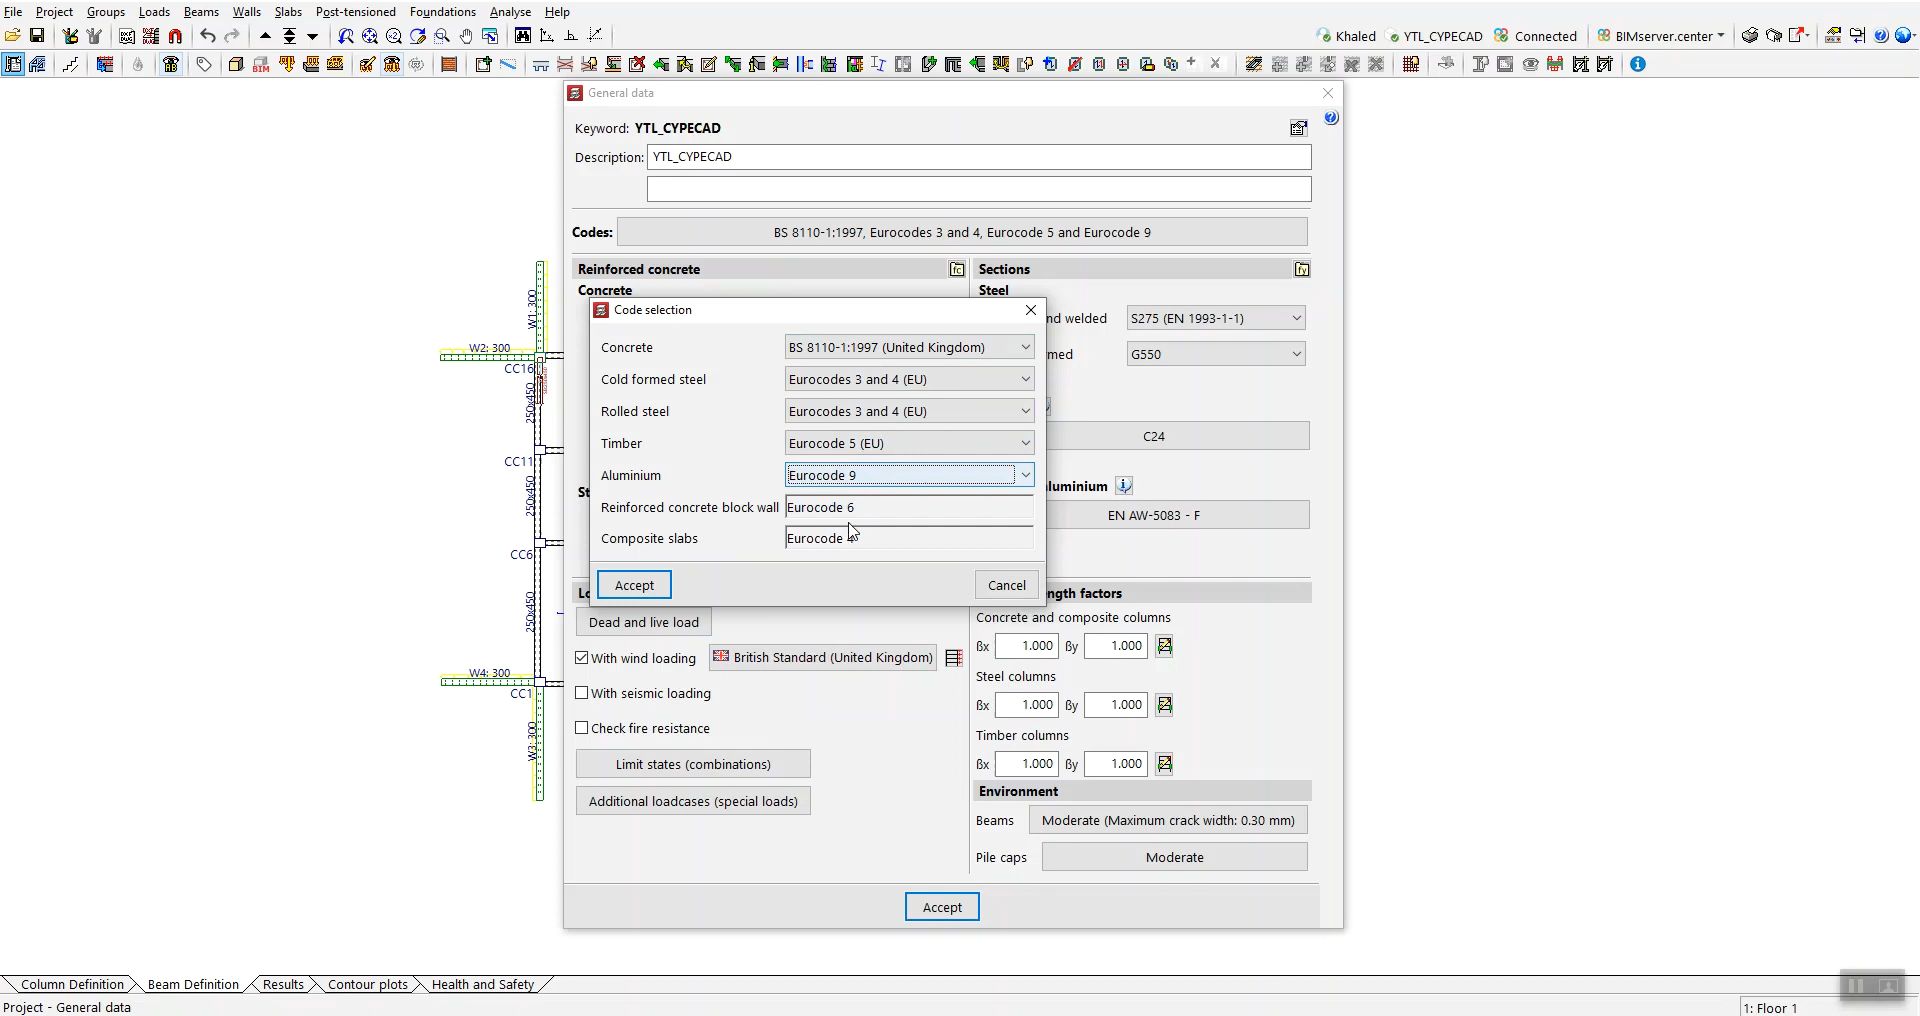 File Project Groups Loads Beams Walls Slabs Post-tensioned Foundations Analyse Help
Khaled YTL_CYPECAD Connected BIMserver.center
General data
Keyword: YTL_CYPECAD
Description: YTL_CYPECAD
Codes: BS 8110-1:1997, Eurocodes 3 and 4, Eurocode 5 and Eurocode 9
Reinforced concrete
Concrete
Sections
Steel
nd welded S275 (EN 1993-1-1)
med G550
C24
luminium
EN AW-5083 - F
Code selection
Concrete BS 8110-1:1997 (United Kingdom)
Cold formed steel Eurocodes 3 and 4 (EU)
Rolled steel Eurocodes 3 and 4 (EU)
Timber Eurocode 5 (EU)
Aluminium Eurocode 9
Reinforced concrete block wall Eurocode 6
Composite slabs Eurocode 4
Accept Cancel
St
Lo
Dead and live load
With wind loading British Standard (United Kingdom)
With seismic loading
Check fire resistance
Limit states (combinations)
Additional loadcases (special loads)
ngth factors
Concrete and composite columns
ßx 1.000 ßy 1.000
Steel columns
ßx 1.000 ßy 1.000
Timber columns
ßx 1.000 ßy 1.000
Environment
Beams Moderate (Maximum crack width: 0.30 mm)
Pile caps Moderate
Accept
W1: 300
W2: 300
CC16
250x450
CC11
250x450
CC6
250x450
W4: 300
CC1
W3: 300
Column Definition Beam Definition Results Contour plots Health and Safety
Project - General data
1: Floor 1